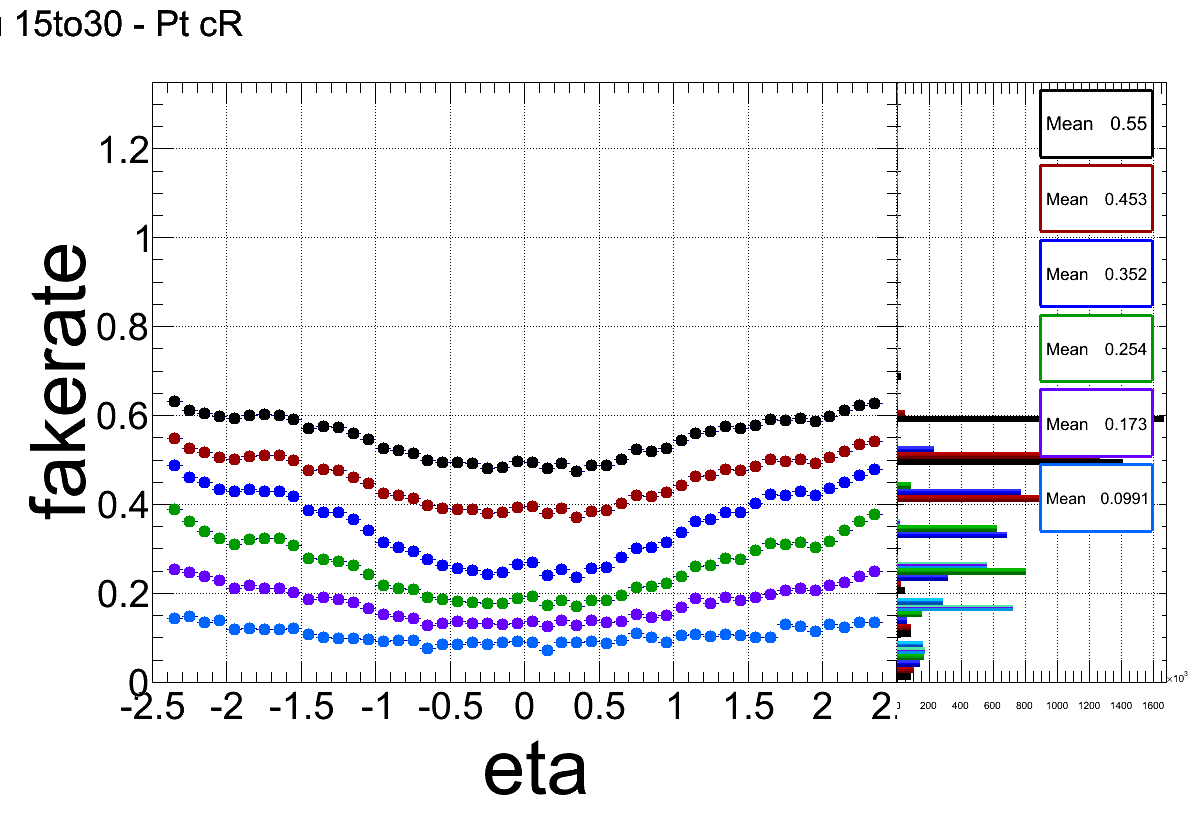 15to30 - Pt cR
fakerate
1.2
1
0.8
0.6
0.4
0.2
0
-2.5 -2 -1.5 -1 -0.5 0 0.5 1 1.5 2 2.
eta
Mean 0.55
Mean 0.453
Mean 0.352
Mean 0.254
Mean 0.173
Mean 0.0991
200 400 600 800 1000 1200 1400 1600
×10³